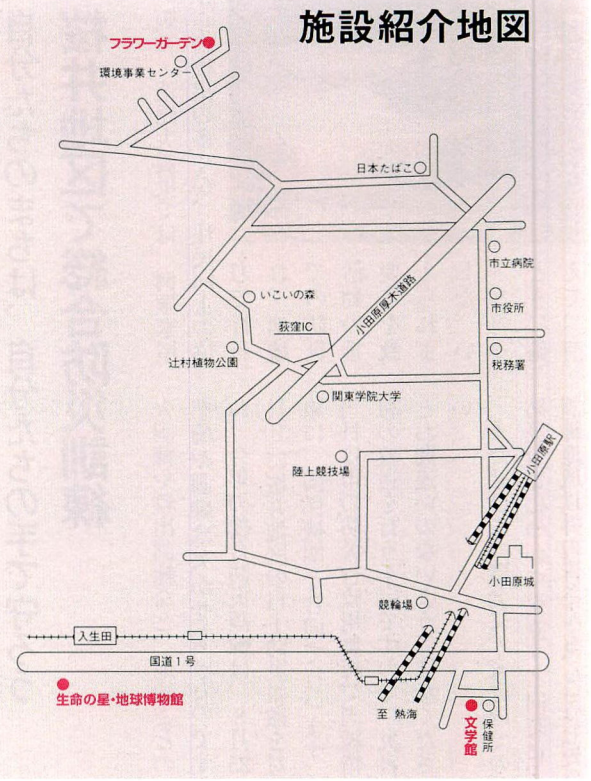 施設紹介地図
フラワーガーデン
環境事業センター
日本たばこ
市立病院
小田原厚木道路
いこいの森
市役所
荻窪IC
辻村植物公園
税務署
関東学院大学
小田原駅
陸上競技場
小田原城
競輪場
入生田
国道1号
生命の星・地球博物館
至 熱海
文学館
保健所